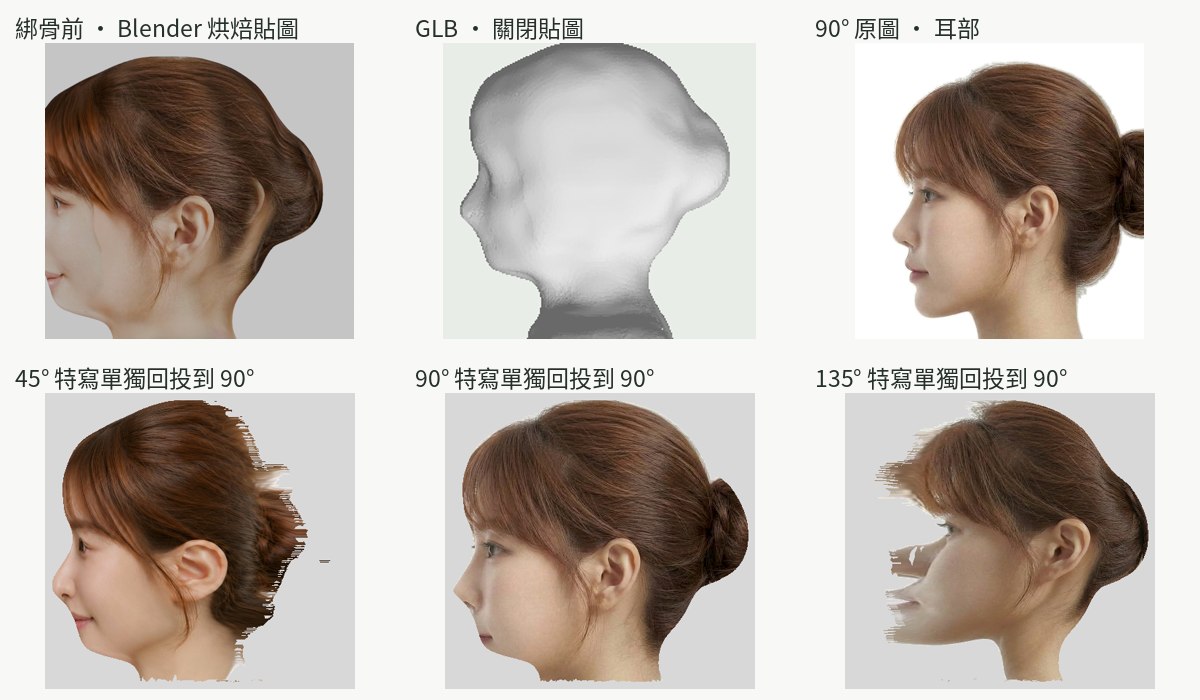 綁骨前 · Blender 烘焙貼圖
GLB · 關閉貼圖
90° 原圖 · 耳部
45° 特寫單獨回投到 90°
90° 特寫單獨回投到 90°
135° 特寫單獨回投到 90°